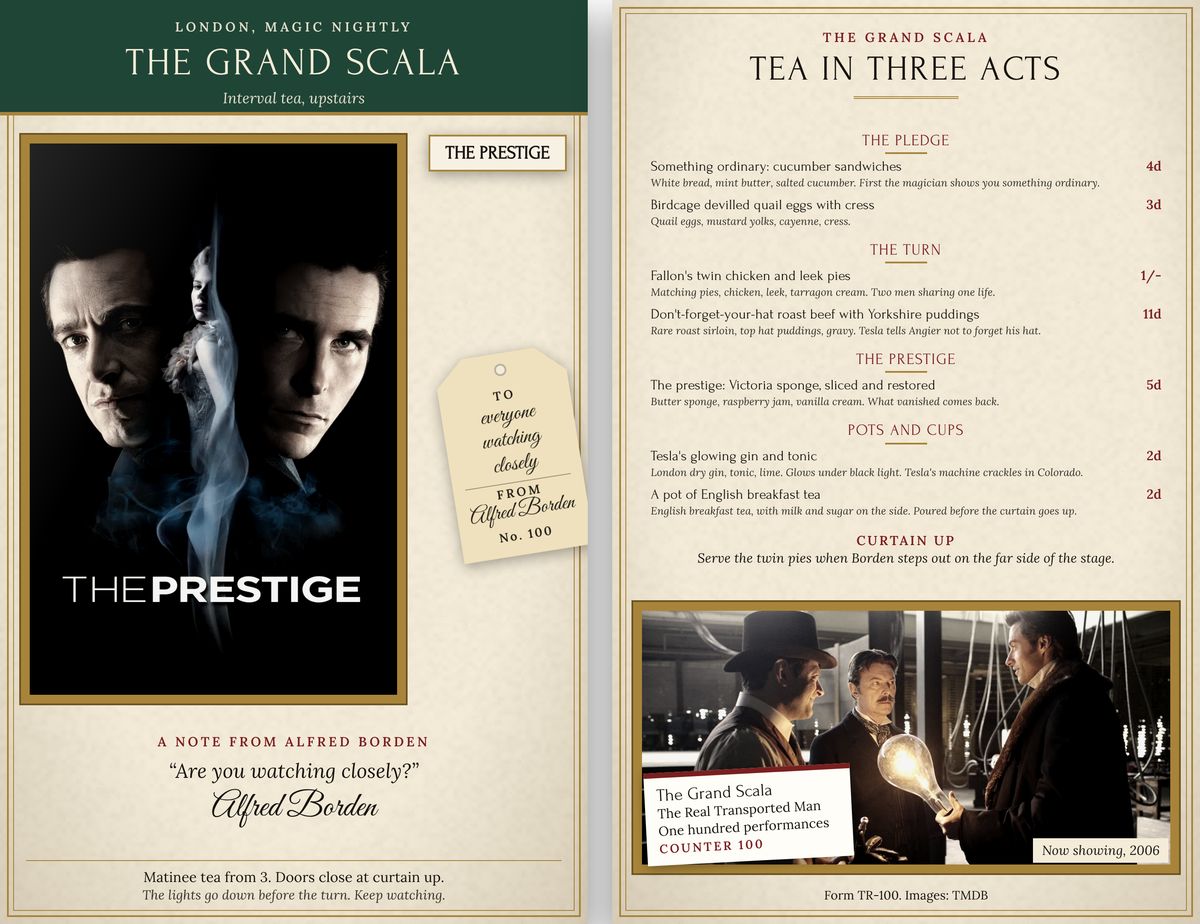 LONDON, MAGIC NIGHTLY
THE GRAND SCALA
Interval tea, upstairs
THE PRESTIGE
THE PRESTIGE
TO
everyone
watching
closely
FROM
Alfred Borden
No. 100
A NOTE FROM ALFRED BORDEN
“Are you watching closely?”
Alfred Borden
Matinee tea from 3. Doors close at curtain up.
The lights go down before the turn. Keep watching.
THE GRAND SCALA
TEA IN THREE ACTS
THE PLEDGE
Something ordinary: cucumber sandwiches 4d
White bread, mint butter, salted cucumber. First the magician shows you something ordinary.
Birdcage devilled quail eggs with cress 3d
Quail eggs, mustard yolks, cayenne, cress.
THE TURN
Fallon's twin chicken and leek pies 1/-
Matching pies, chicken, leek, tarragon cream. Two men sharing one life.
Don't-forget-your-hat roast beef with Yorkshire puddings 11d
Rare roast sirloin, top hat puddings, gravy. Tesla tells Angier not to forget his hat.
THE PRESTIGE
The prestige: Victoria sponge, sliced and restored 5d
Butter sponge, raspberry jam, vanilla cream. What vanished comes back.
POTS AND CUPS
Tesla's glowing gin and tonic 2d
London dry gin, tonic, lime. Glows under black light. Tesla's machine crackles in Colorado.
A pot of English breakfast tea 2d
English breakfast tea, with milk and sugar on the side. Poured before the curtain goes up.
CURTAIN UP
Serve the twin pies when Borden steps out on the far side of the stage.
The Grand Scala
The Real Transported Man
One hundred performances
COUNTER 100
Now showing, 2006
Form TR-100. Images: TMDB